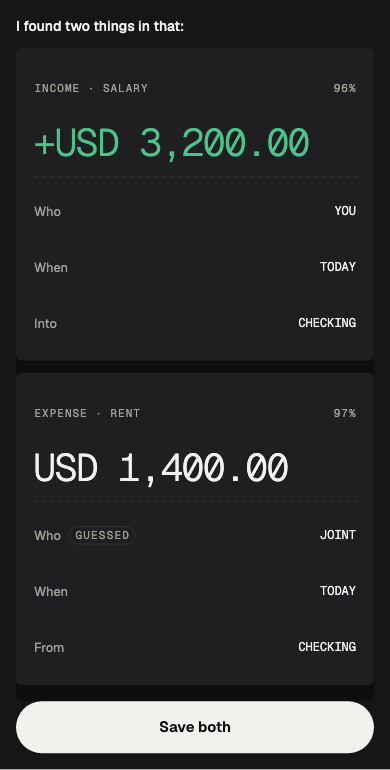 I found two things in that:
INCOME · SALARY 96%
+USD 3,200.00
Who YOU
When TODAY
Into CHECKING
EXPENSE · RENT 97%
USD 1,400.00
Who GUESSED JOINT
When TODAY
From CHECKING
Save both